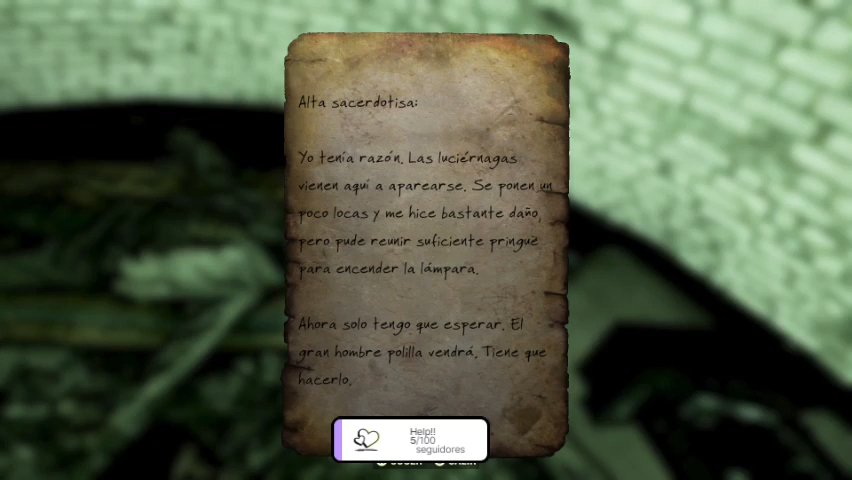 Alta sacerdotisa:
Yo tenía razón. Las luciérnagas
vienen aquí a aparearse. Se ponen un
poco locas y me hice bastante daño,
pero pude reunir suficiente pringue
para encender la lámpara.
Ahora solo tengo que esperar. El
gran hombre polilla vendrá. Tiene que
hacerlo.
Help!!
5/100
seguidores